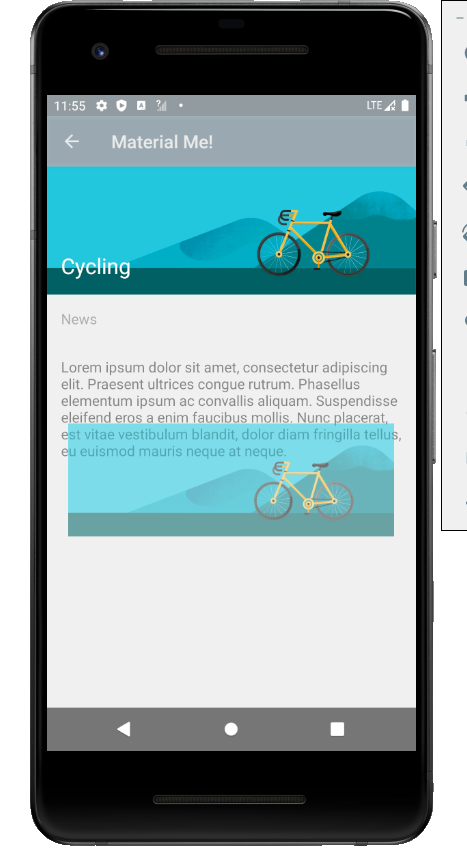 11:55 LTE
Material Me!
Cycling
News
Lorem ipsum dolor sit amet, consectetur adipiscing
elit. Praesent ultrices congue rutrum. Phasellus
elementum ipsum ac convallis aliquam. Suspendisse
eleifend eros a enim faucibus mollis. Nunc placerat,
est vitae vestibulum blandit, dolor diam fringilla tellus,
eu euismod mauris neque at neque.